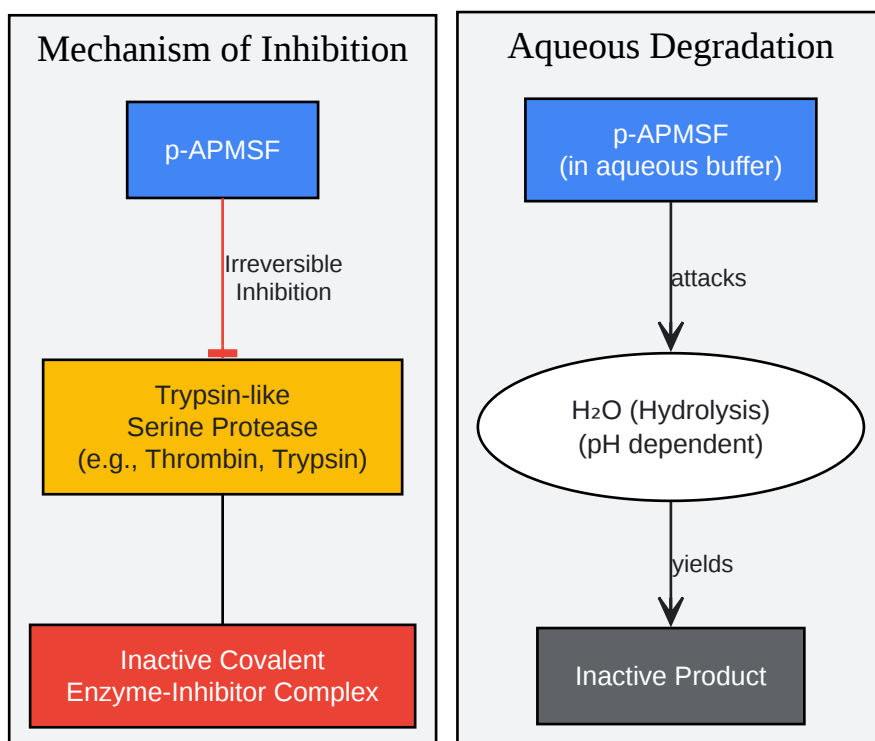 Mechanism of Inhibition
p-APMSF
Irreversible
Inhibition
Trypsin-like
Serine Protease
(e.g., Thrombin, Trypsin)
Inactive Covalent
Enzyme-Inhibitor Complex
Aqueous Degradation
p-APMSF
(in aqueous buffer)
attacks
H₂O (Hydrolysis)
(pH dependent)
yields
Inactive Product